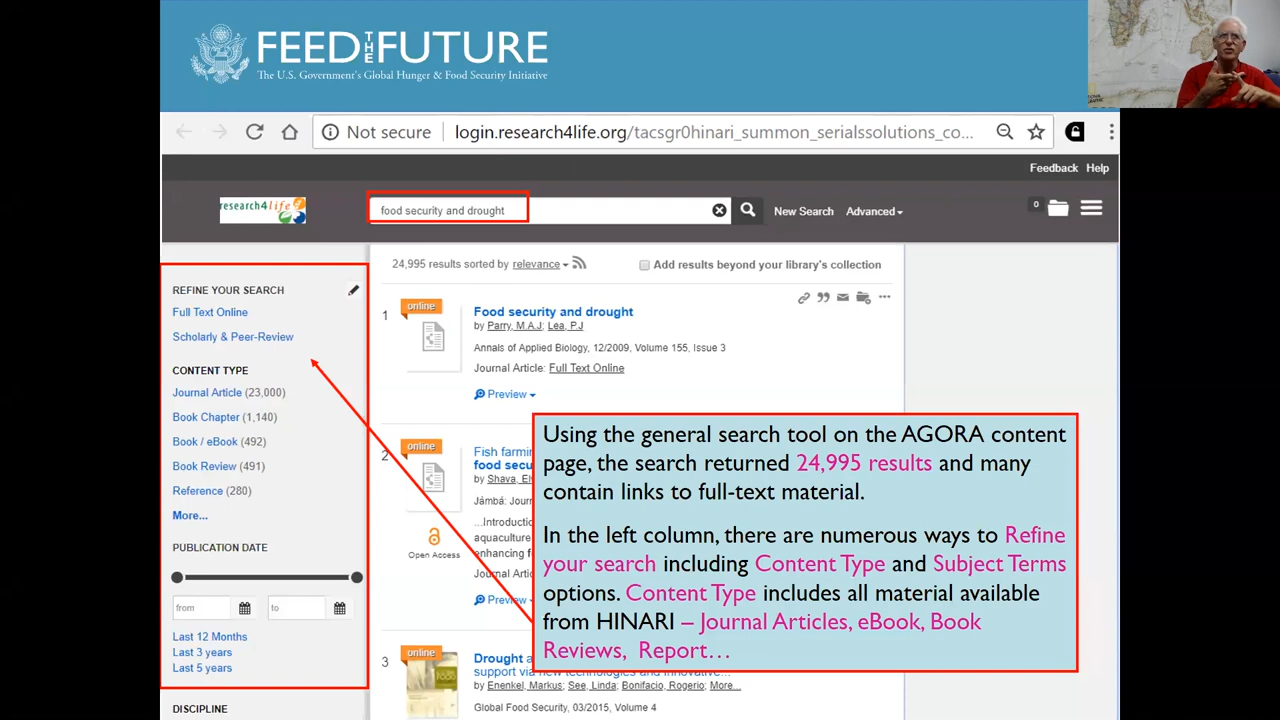 FEED THE FUTURE
The U.S. Government's Global Hunger & Food Security Initiative
Not secure
login.research4life.org/tacsgr0hinari_summon_serialssolutions_co...
Feedback Help
research4life
food security and drought
New Search
Advanced
0
REFINE YOUR SEARCH
Full Text Online
Scholarly & Peer-Review
CONTENT TYPE
Journal Article (23,000)
Book Chapter (1,140)
Book / eBook (492)
Book Review (491)
Reference (280)
More...
PUBLICATION DATE
from
to
Last 12 Months
Last 3 years
Last 5 years
DISCIPLINE
24,995 results sorted by relevance
Add results beyond your library's collection
1
online
Food security and drought
by Parry, M.A.J; Lea, P.J
Annals of Applied Biology, 12/2009, Volume 155, Issue 3
Journal Article: Full Text Online
Preview
2
online
Fish farmin
food secu
by Shava, E
Jàmbá: Jour
...Introductio
aquaculture
enhancing fo
Open Access
Journal Artic
Preview
3
online
Drought a
support via new technologies and innovative...
by Enenkel, Markus; See, Linda; Bonifacio, Rogerio; More...
Global Food Security, 03/2015, Volume 4
Using the general search tool on the AGORA content
page, the search returned 24,995 results and many
contain links to full-text material.
In the left column, there are numerous ways to Refine
your search including Content Type and Subject Terms
options. Content Type includes all material available
from HINARI – Journal Articles, eBook, Book
Reviews, Report…